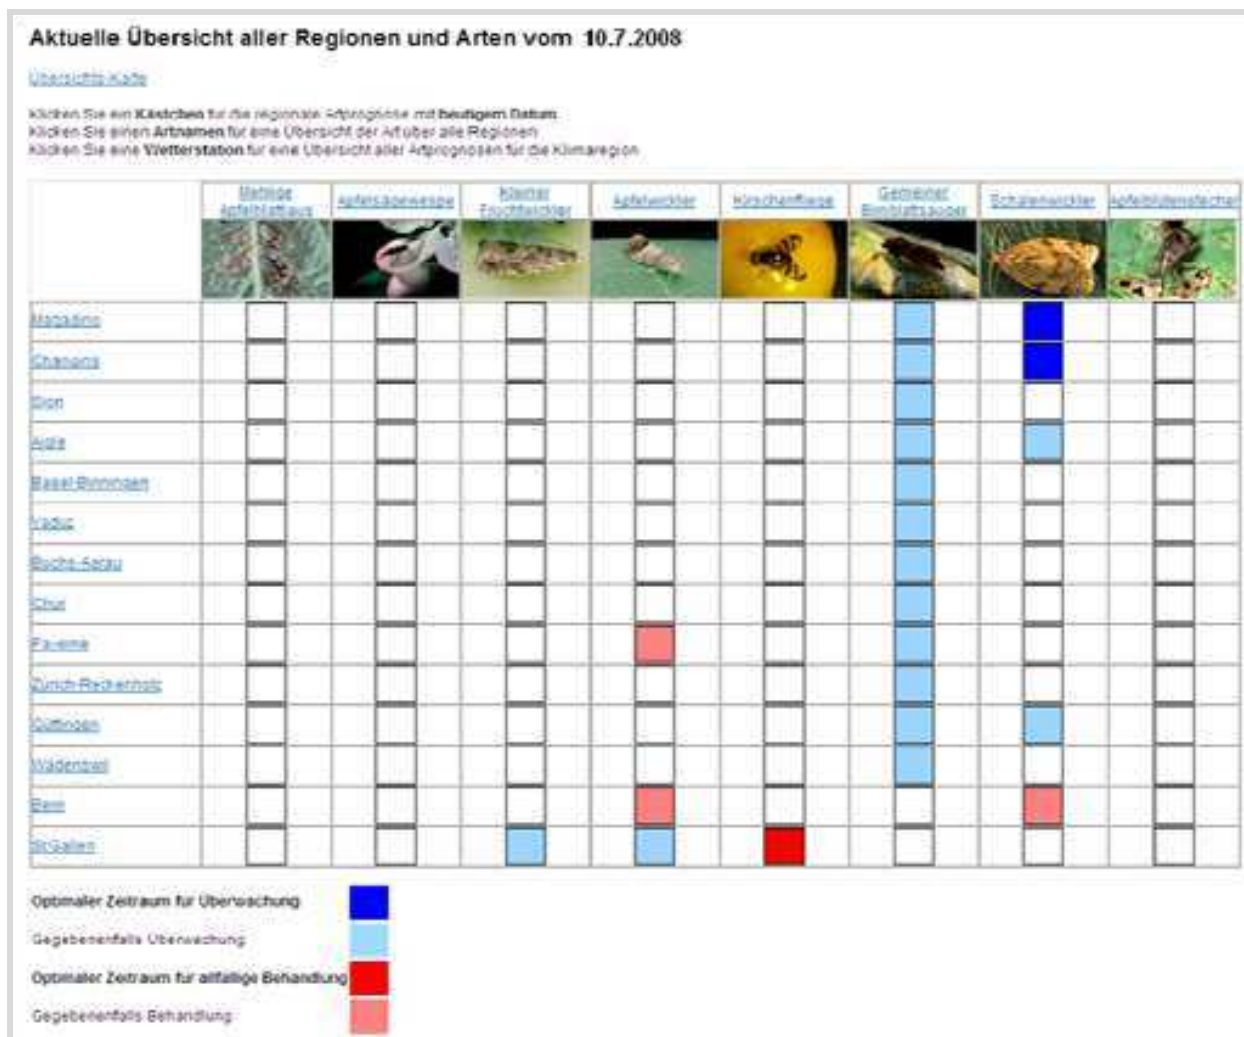 Aktuelle Übersicht aller Regionen und Arten vom 10.7.2008
Übersichts-Karte
Klicken Sie ein Kästchen für die regionale Artprognose mit heutigem Datum
Klicken Sie einen Artnamen für eine Übersicht der Art über alle Regionen
Klicken Sie eine Wetterstation für eine Übersicht aller Artprognosen für die Klimaregion
Mehlige Apfelblattlaus Apfelsägewespe Kleiner Fruchtwickler Apfelwickler Kirschenfliege Gemeiner Birnblattsauger Schalenwickler Apfelblütenstecher
Magadino
Changins
Sion
Aigle
Basel-Binningen
Vaduz
Buchs-Aarau
Chur
Payerne
Zürich-Reckenholz
Güttingen
Wädenswil
Bern
St.Gallen
Optimaler Zeitraum für Überwachung
Gegebenenfalls Überwachung
Optimaler Zeitraum für allfällige Behandlung
Gegebenenfalls Behandlung